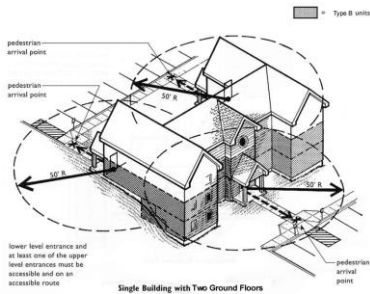 = Type B units
pedestrian
arrival point
pedestrian
arrival point
50' R
50' R
50' R
lower level entrance and
at least one of the upper
level entrances must be
accessible and on an
accessible route
pedestrian
arrival
point
Single Building with Two Ground Floors